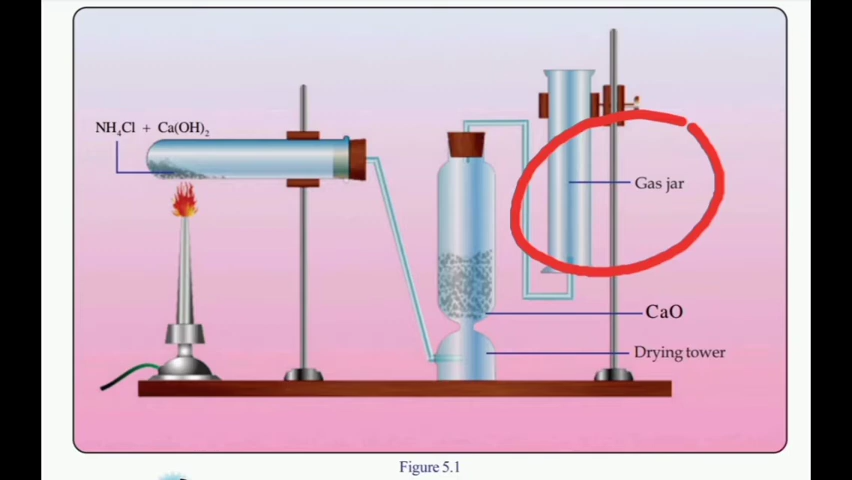 NH₄Cl + Ca(OH)₂
Gas jar
CaO
Drying tower
Figure 5.1